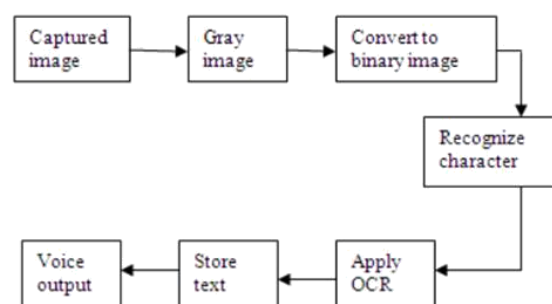 Captured
image
Gray
image
Convert to
binary image
Recognize
character
Apply
OCR
Store
text
Voice
output